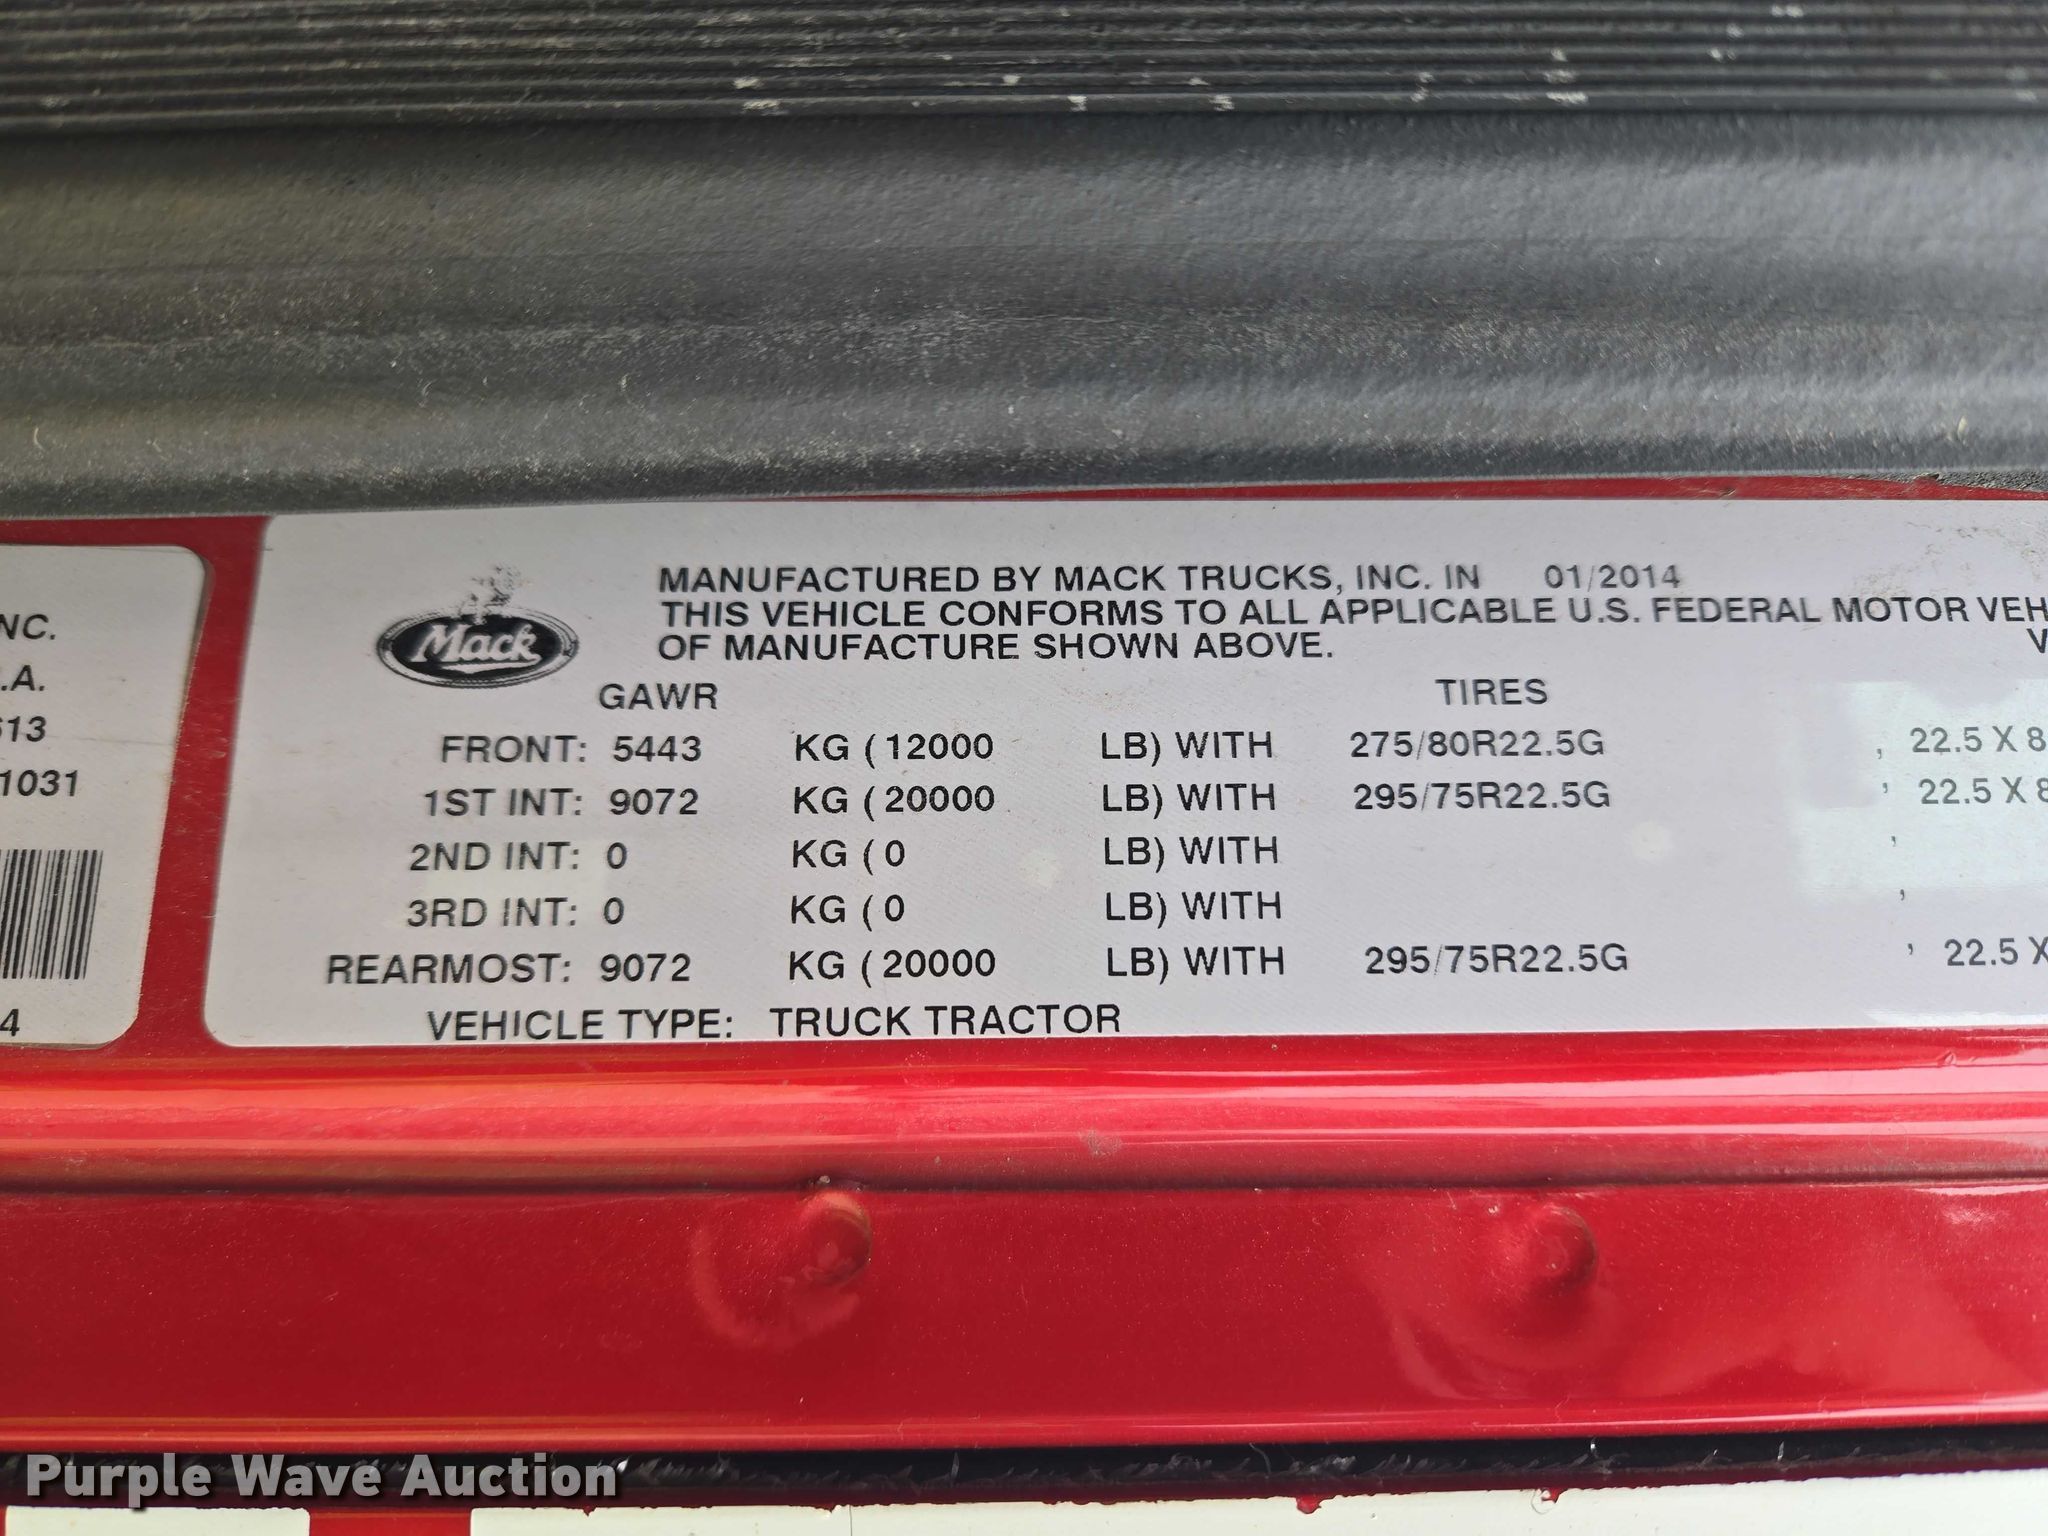 NC.
.A.
613
1031
4
Mack
MANUFACTURED BY MACK TRUCKS, INC. IN 01/2014
THIS VEHICLE CONFORMS TO ALL APPLICABLE U.S. FEDERAL MOTOR VEH
OF MANUFACTURE SHOWN ABOVE. V
GAWR TIRES
FRONT: 5443 KG (12000 LB) WITH 275/80R22.5G , 22.5 X 8
1ST INT: 9072 KG (20000 LB) WITH 295/75R22.5G , 22.5 X 8
2ND INT: 0 KG (0 LB) WITH ,
3RD INT: 0 KG (0 LB) WITH ,
REARMOST: 9072 KG (20000 LB) WITH 295/75R22.5G , 22.5 X
VEHICLE TYPE: TRUCK TRACTOR
Purple Wave Auction